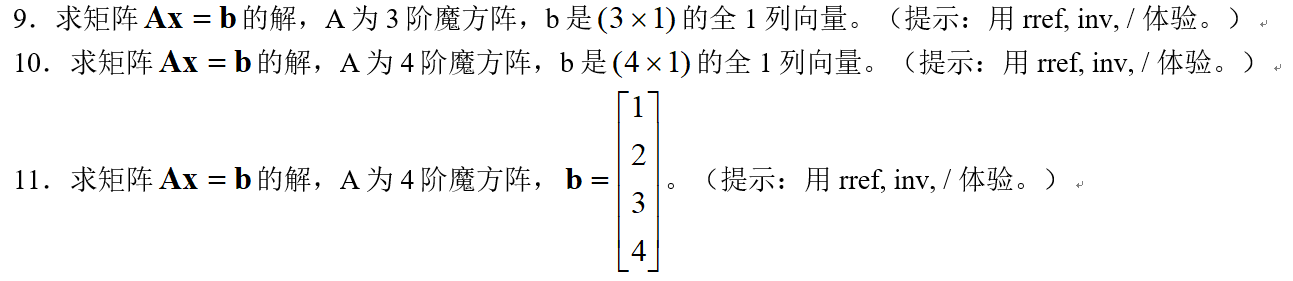 9．求矩阵 Ax = b 的解，A 为 3 阶魔方阵，b 是 (3 × 1) 的全 1 列向量。（提示：用 rref, inv, / 体验。）↵
10．求矩阵 Ax = b 的解，A 为 4 阶魔方阵，b 是 (4 × 1) 的全 1 列向量。（提示：用 rref, inv, / 体验。）↵
11．求矩阵 Ax = b 的解，A 为 4 阶魔方阵， b = [1 2 3 4]。（提示：用 rref, inv, / 体验。）↵